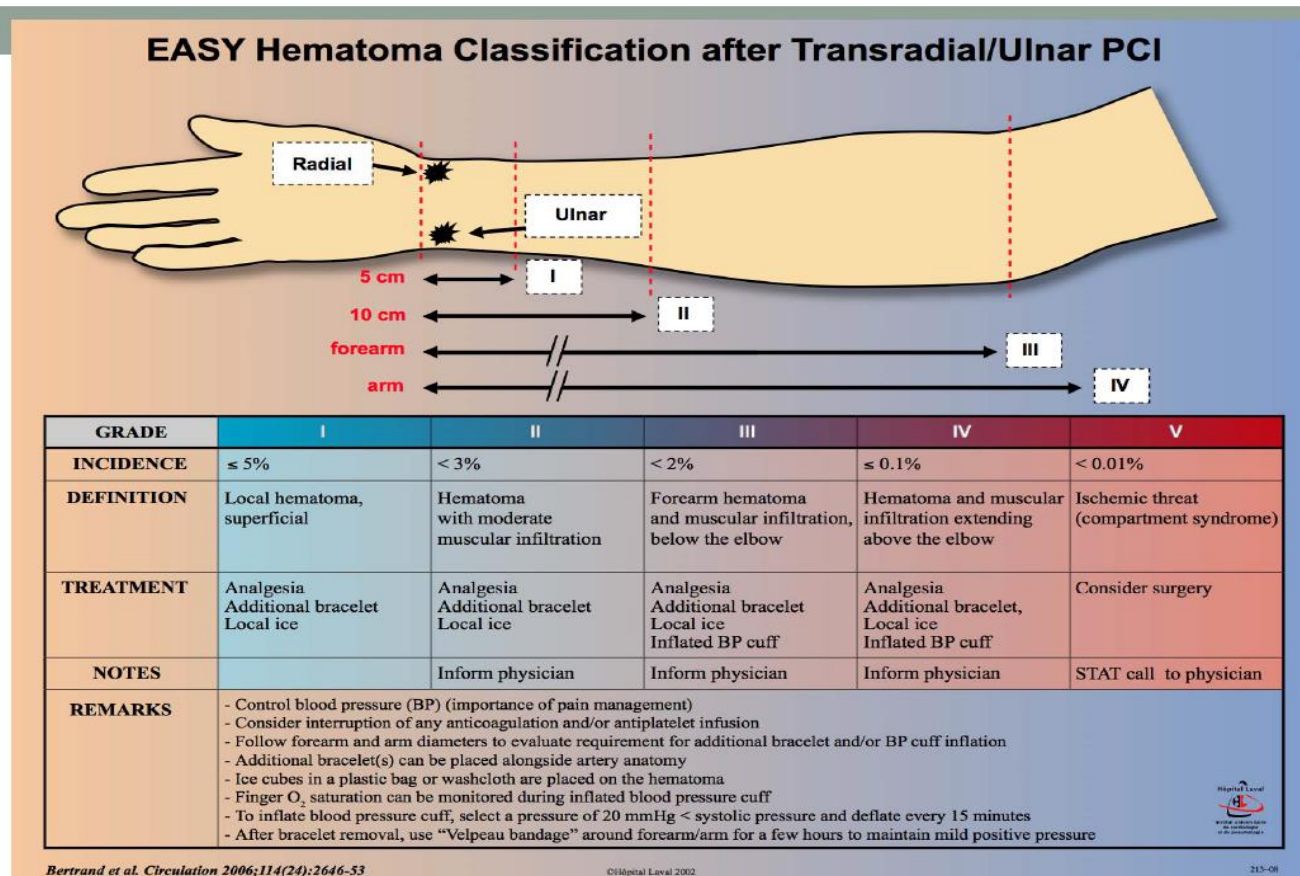 EASY Hematoma Classification after Transradial/Ulnar PCI
Radial
Ulnar
5 cm
I
10 cm
II
forearm
III
arm
IV
GRADE I II III IV V
INCIDENCE ≤ 5% < 3% < 2% ≤ 0.1% < 0.01%
DEFINITION
Local hematoma,
superficial
Hematoma
with moderate
muscular infiltration
Forearm hematoma
and muscular infiltration,
below the elbow
Hematoma and muscular
infiltration extending
above the elbow
Ischemic threat
(compartment syndrome)
TREATMENT
Analgesia
Additional bracelet
Local ice
Analgesia
Additional bracelet
Local ice
Analgesia
Additional bracelet
Local ice
Inflated BP cuff
Analgesia
Additional bracelet,
Local ice
Inflated BP cuff
Consider surgery
NOTES Inform physician Inform physician Inform physician STAT call to physician
REMARKS
- Control blood pressure (BP) (importance of pain management)
- Consider interruption of any anticoagulation and/or antiplatelet infusion
- Follow forearm and arm diameters to evaluate requirement for additional bracelet and/or BP cuff inflation
- Additional bracelet(s) can be placed alongside artery anatomy
- Ice cubes in a plastic bag or washcloth are placed on the hematoma
- Finger O₂ saturation can be monitored during inflated blood pressure cuff
- To inflate blood pressure cuff, select a pressure of 20 mmHg < systolic pressure and deflate every 15 minutes
- After bracelet removal, use “Velpeau bandage” around forearm/arm for a few hours to maintain mild positive pressure
Hôpital Laval
Bertrand et al. Circulation 2006;114(24):2646-53
©Hôpital Laval 2002
213-08